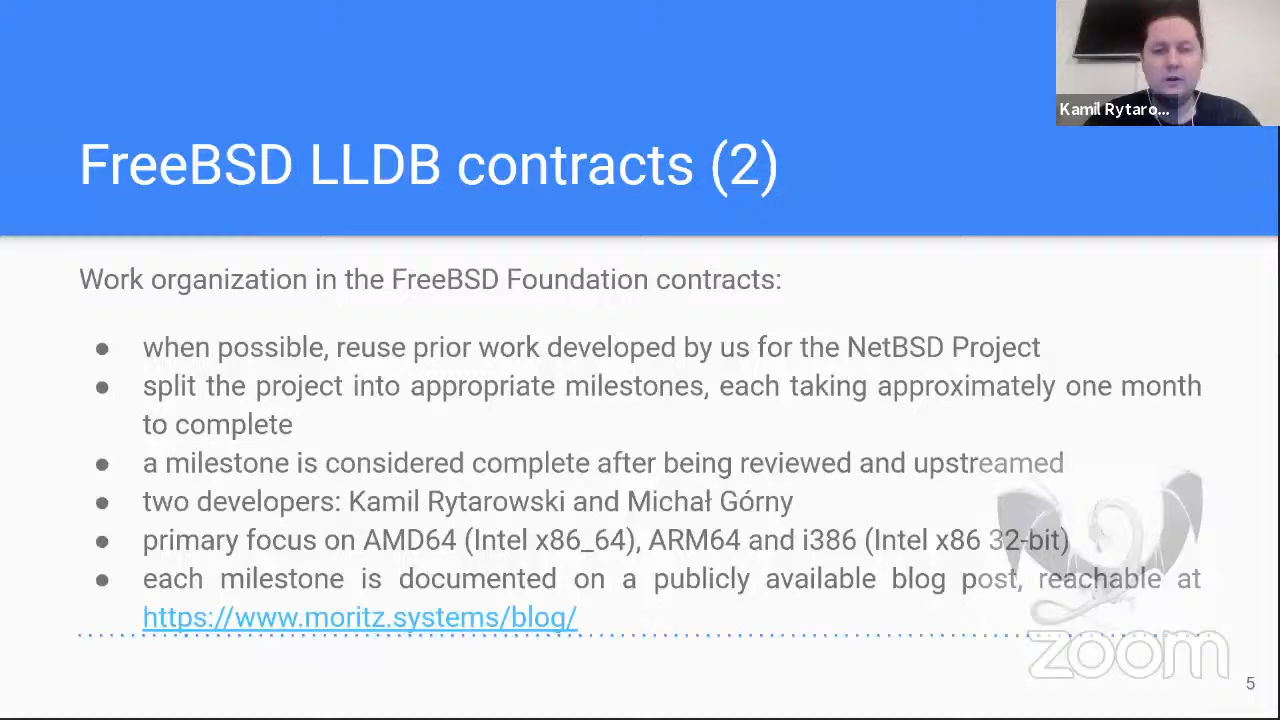 Kamil Rytaro...
FreeBSD LLDB contracts (2)
Work organization in the FreeBSD Foundation contracts:
● when possible, reuse prior work developed by us for the NetBSD Project
● split the project into appropriate milestones, each taking approximately one month
to complete
● a milestone is considered complete after being reviewed and upstreamed
● two developers: Kamil Rytarowski and Michał Górny
● primary focus on AMD64 (Intel x86_64), ARM64 and i386 (Intel x86 32-bit)
● each milestone is documented on a publicly available blog post, reachable at
https://www.moritz.systems/blog/
zoom
5